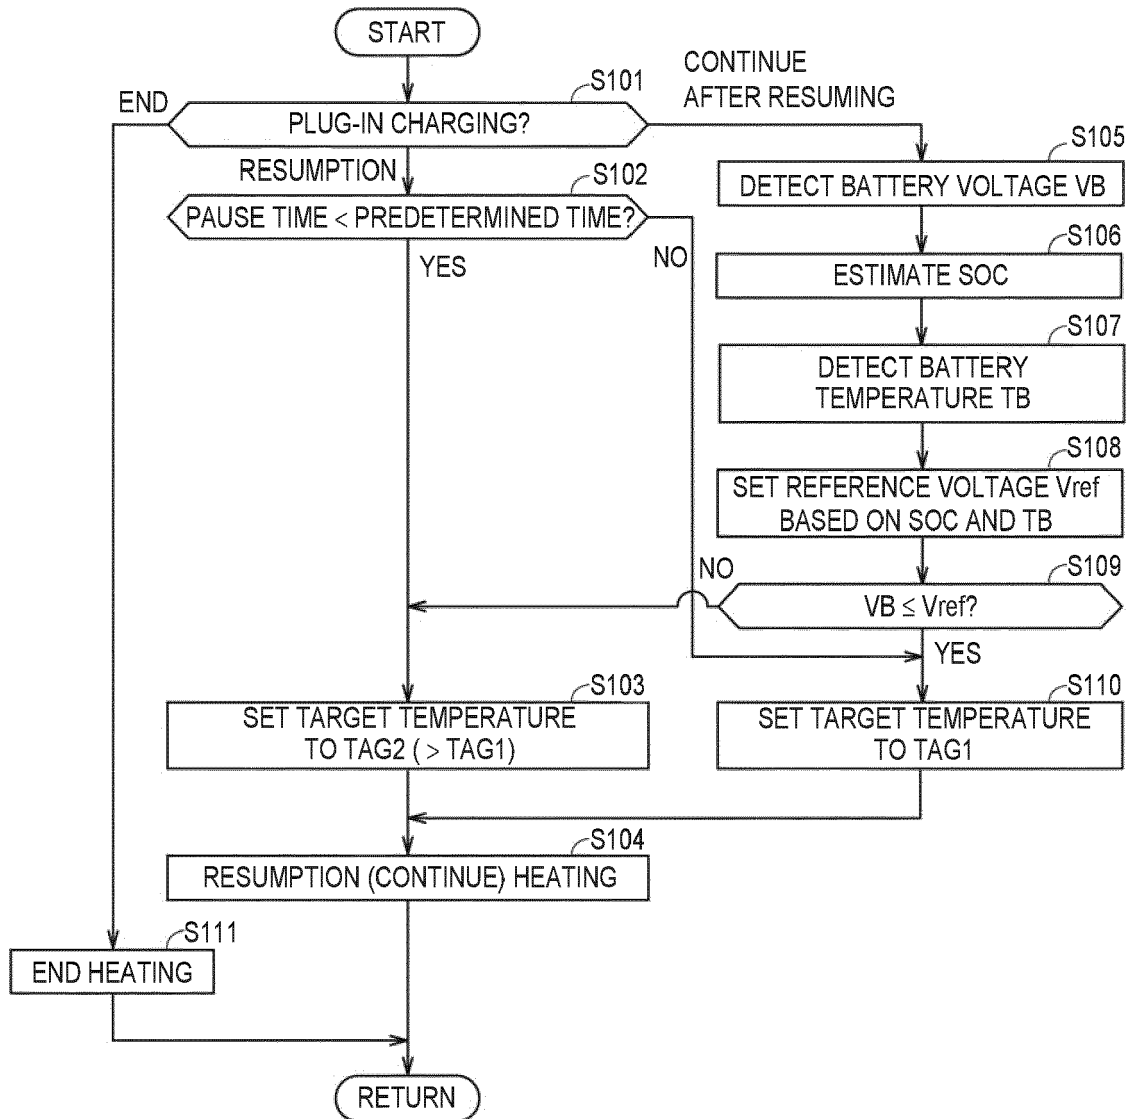 START
S101
CONTINUE
AFTER RESUMING
END
PLUG-IN CHARGING?
RESUMPTION
S102
PAUSE TIME < PREDETERMINED TIME?
YES
NO
S105
DETECT BATTERY VOLTAGE VB
S106
ESTIMATE SOC
S107
DETECT BATTERY
TEMPERATURE TB
S108
SET REFERENCE VOLTAGE Vref
BASED ON SOC AND TB
S109
NO
VB ≤ Vref?
YES
S103
SET TARGET TEMPERATURE
TO TAG2 ( > TAG1)
S110
SET TARGET TEMPERATURE
TO TAG1
S104
RESUMPTION (CONTINUE) HEATING
S111
END HEATING
RETURN